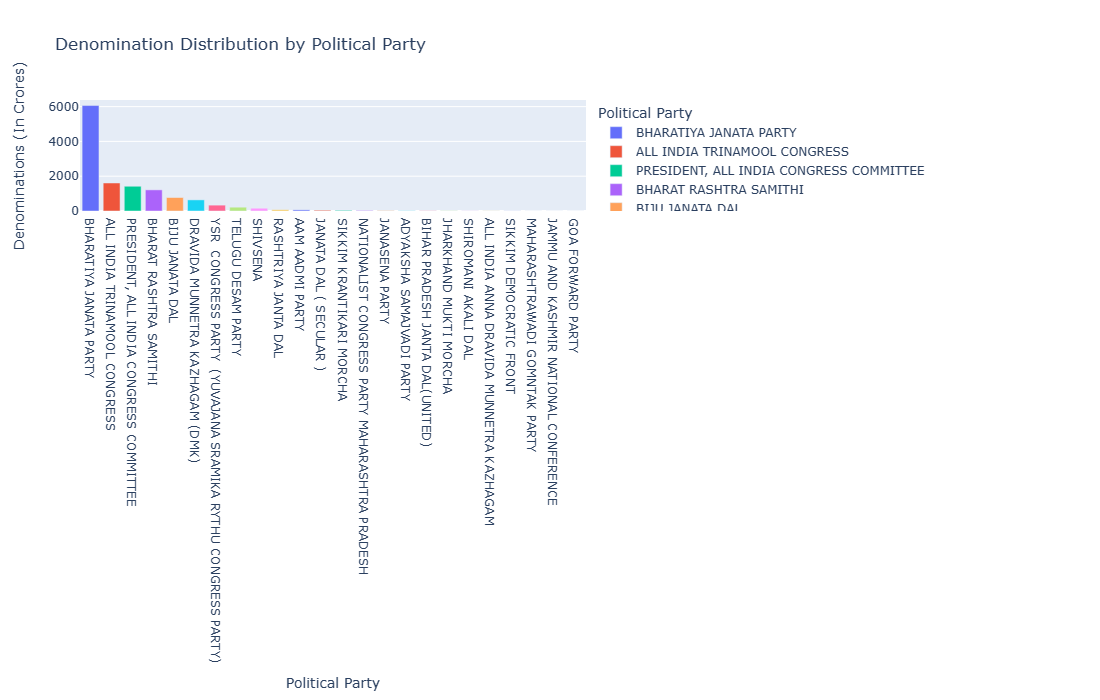 Denomination Distribution by Political Party
Denominations (In Crores)
6000
4000
2000
0
Political Party
BHARATIYA JANATA PARTY
ALL INDIA TRINAMOOL CONGRESS
PRESIDENT, ALL INDIA CONGRESS COMMITTEE
BHARAT RASHTRA SAMITHI
BIJU JANATA DAL
BHARATIYA JANATA PARTY
ALL INDIA TRINAMOOL CONGRESS
PRESIDENT, ALL INDIA CONGRESS COMMITTEE
BHARAT RASHTRA SAMITHI
BIJU JANATA DAL
DRAVIDA MUNNETRA KAZHAGAM (DMK)
YSR  CONGRESS PARTY  (YUVAJANA SRAMIKA RYTHU CONGRESS PARTY)
TELUGU DESAM PARTY
SHIVSENA
RASHTRIYA JANTA DAL
AAM AADMI PARTY
JANATA DAL ( SECULAR )
SIKKIM KRANTIKARI MORCHA
NATIONALIST CONGRESS PARTY MAHARASHTRA PRADESH
JANASENA PARTY
ADYAKSHA SAMAJVADI PARTY
BIHAR PRADESH JANTA DAL(UNITED)
JHARKHAND MUKTI MORCHA
SHIROMANI AKALI DAL
ALL INDIA ANNA DRAVIDA MUNNETRA KAZHAGAM
SIKKIM DEMOCRATIC FRONT
MAHARASHTRAWADI GOMNTAK PARTY
JAMMU AND KASHMIR NATIONAL CONFERENCE
GOA FORWARD PARTY
Political Party